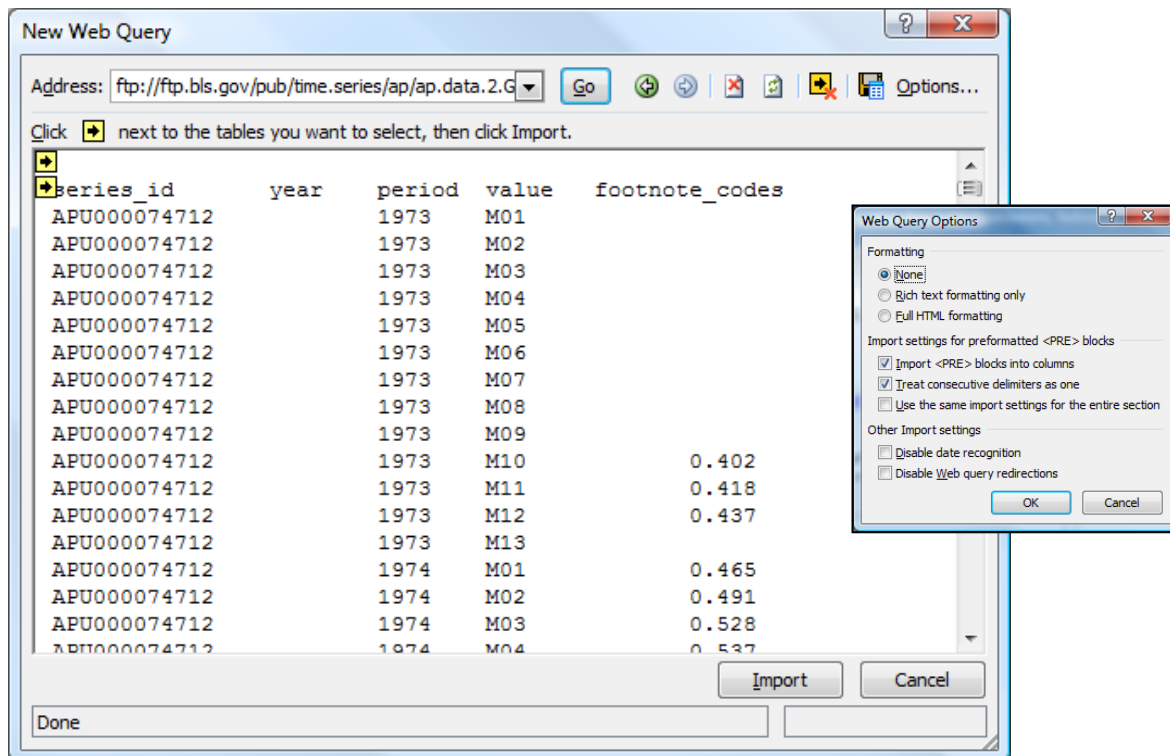 New Web Query
Address: ftp://ftp.bls.gov/pub/time.series/ap/ap.data.2.G Go Options...
Click next to the tables you want to select, then click Import.
series_id year period value footnote_codes
APU000074712 1973 M01
APU000074712 1973 M02
APU000074712 1973 M03
APU000074712 1973 M04
APU000074712 1973 M05
APU000074712 1973 M06
APU000074712 1973 M07
APU000074712 1973 M08
APU000074712 1973 M09
APU000074712 1973 M10 0.402
APU000074712 1973 M11 0.418
APU000074712 1973 M12 0.437
APU000074712 1973 M13
APU000074712 1974 M01 0.465
APU000074712 1974 M02 0.491
APU000074712 1974 M03 0.528
APU000074712 1974 M04 0.537
Import Cancel
Done
Web Query Options
Formatting
None
Rich text formatting only
Full HTML formatting
Import settings for preformatted <PRE> blocks
Import <PRE> blocks into columns
Treat consecutive delimiters as one
Use the same import settings for the entire section
Other Import settings
Disable date recognition
Disable Web query redirections
OK Cancel